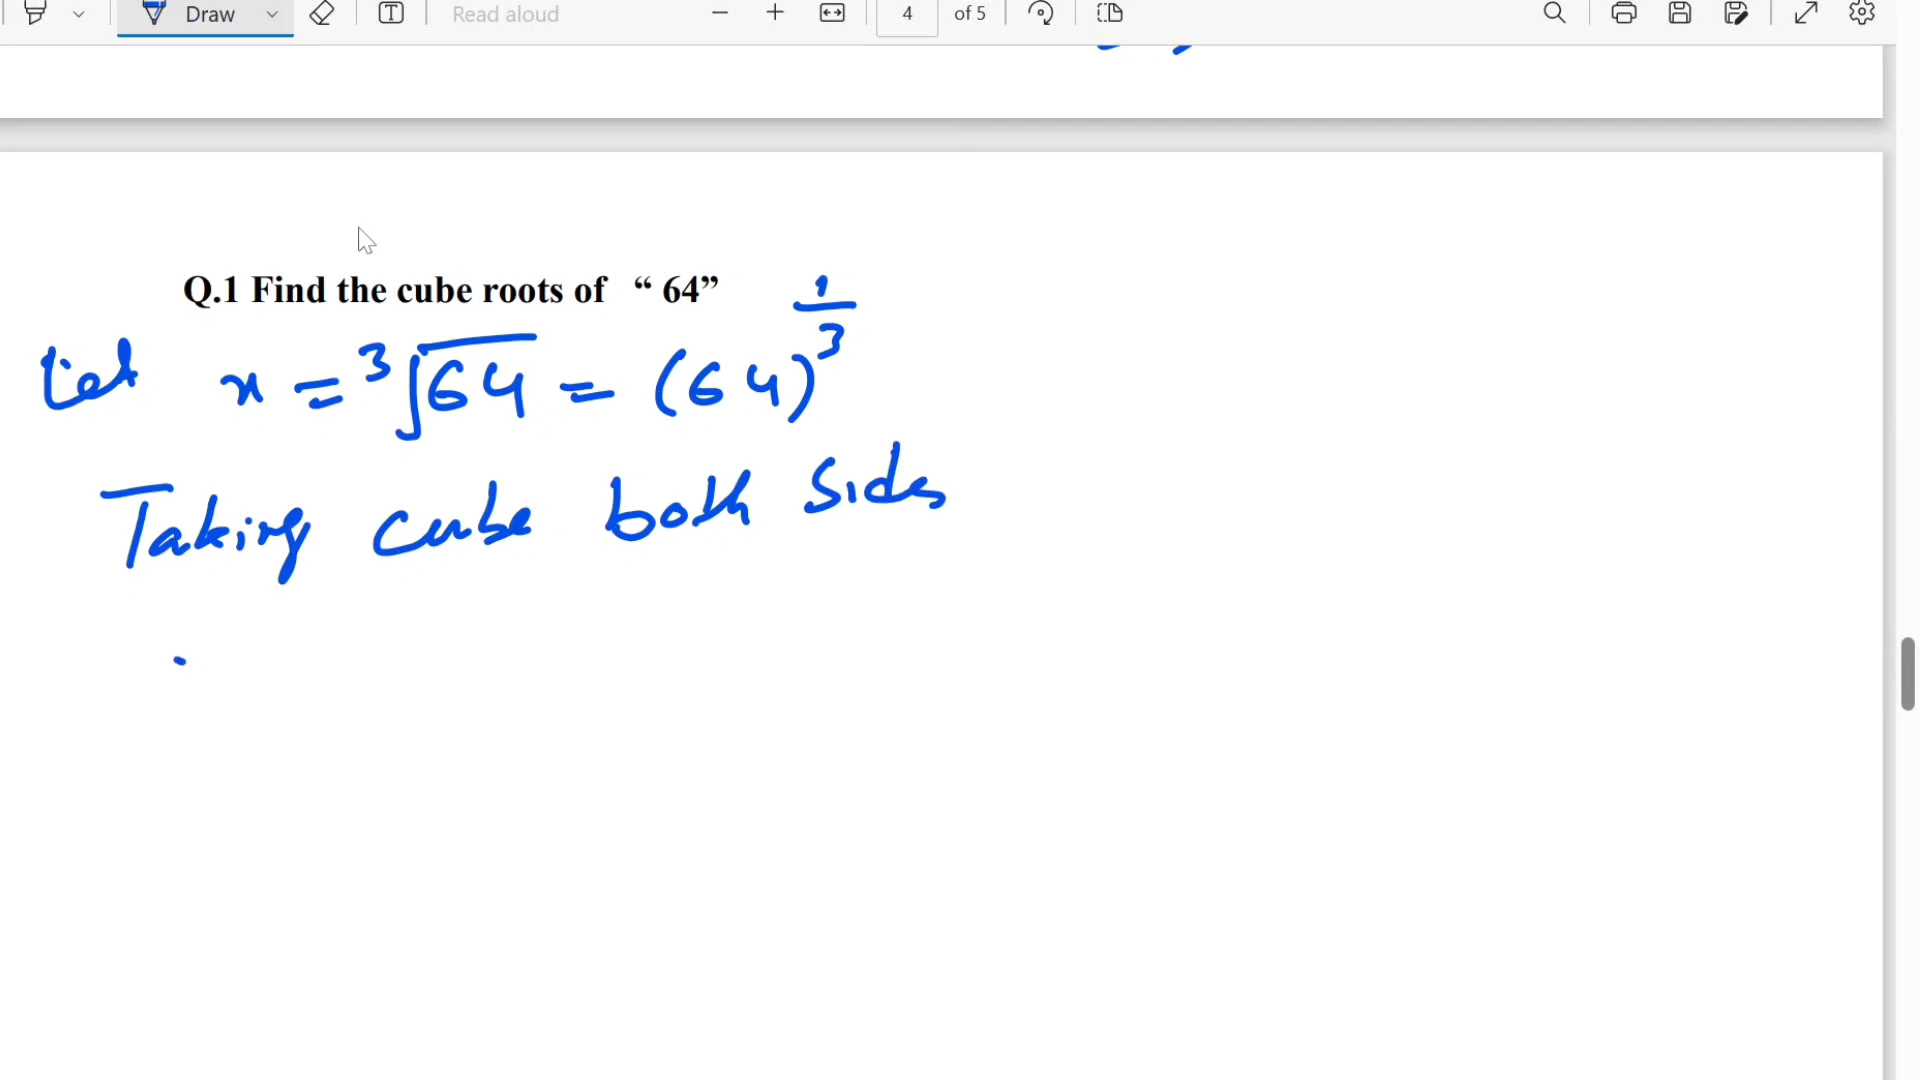 Draw Read aloud 4 of 5
Q.1 Find the cube roots of “ 64”
Let x = ³√64 = (64)^(1/3)
Taking cube both sides